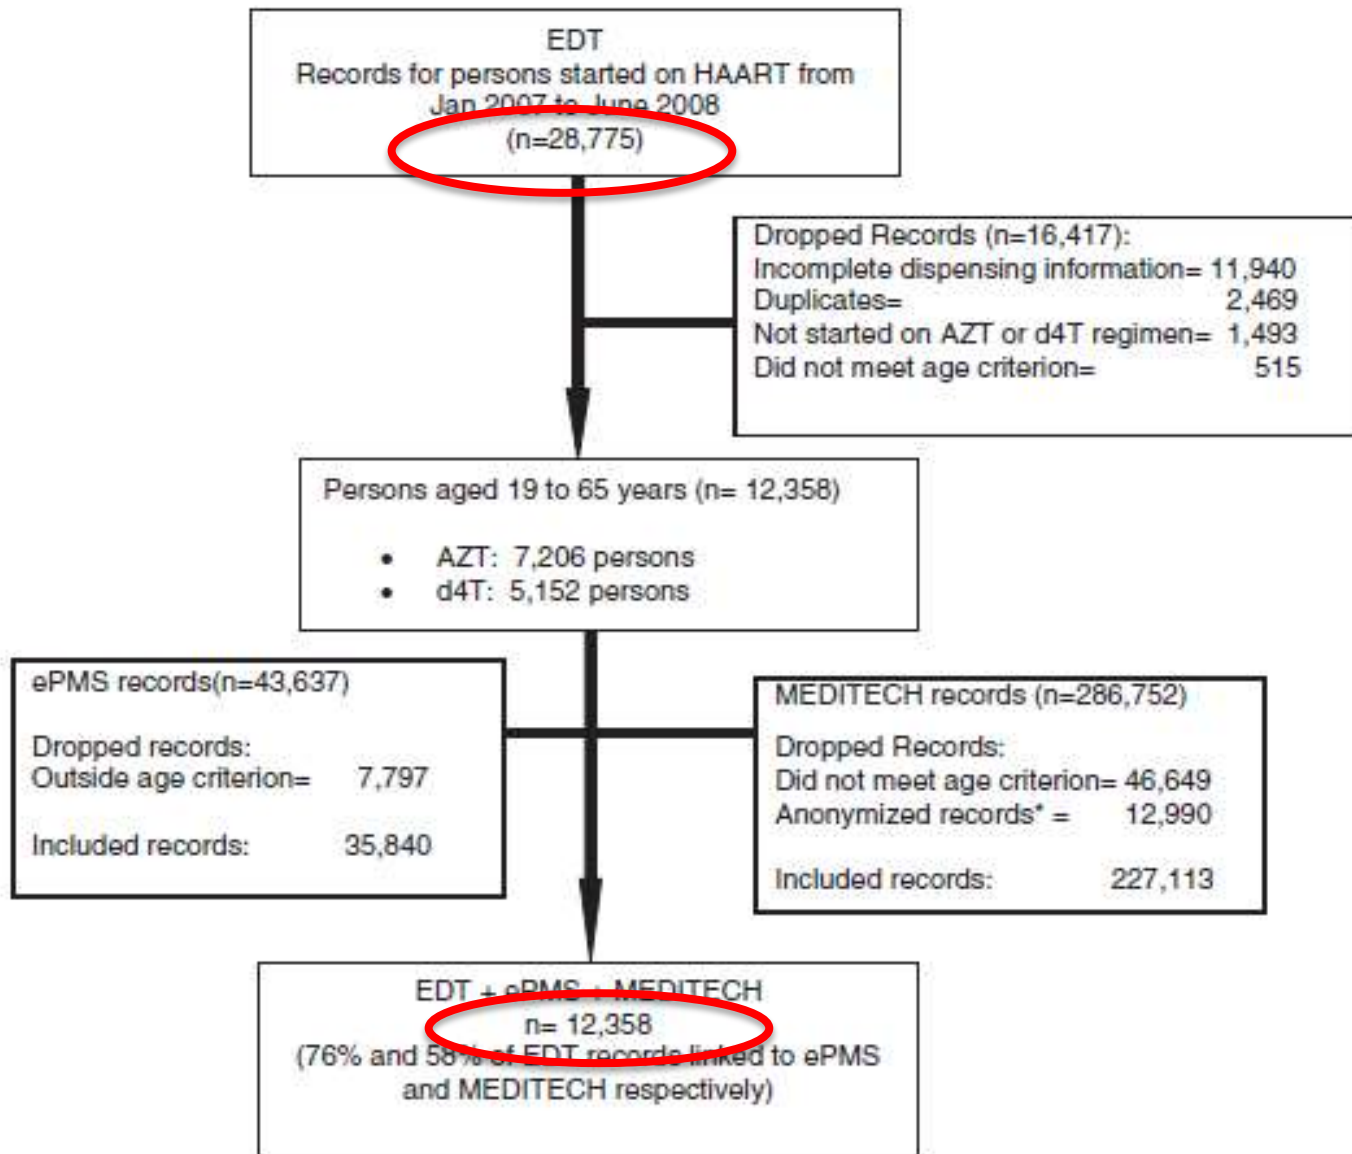 EDT
Records for persons started on HAART from
Jan 2007 to June 2008
(n=28,775)
Dropped Records (n=16,417):
Incomplete dispensing information= 11,940
Duplicates= 2,469
Not started on AZT or d4T regimen= 1,493
Did not meet age criterion= 515
Persons aged 19 to 65 years (n= 12,358)
• AZT: 7,206 persons
• d4T: 5,152 persons
ePMS records(n=43,637)
Dropped records:
Outside age criterion= 7,797
Included records: 35,840
MEDITECH records (n=286,752)
Dropped Records:
Did not meet age criterion= 46,649
Anonymized records* = 12,990
Included records: 227,113
EDT + ePMS + MEDITECH
n= 12,358
(76% and 58% of EDT records linked to ePMS
and MEDITECH respectively)